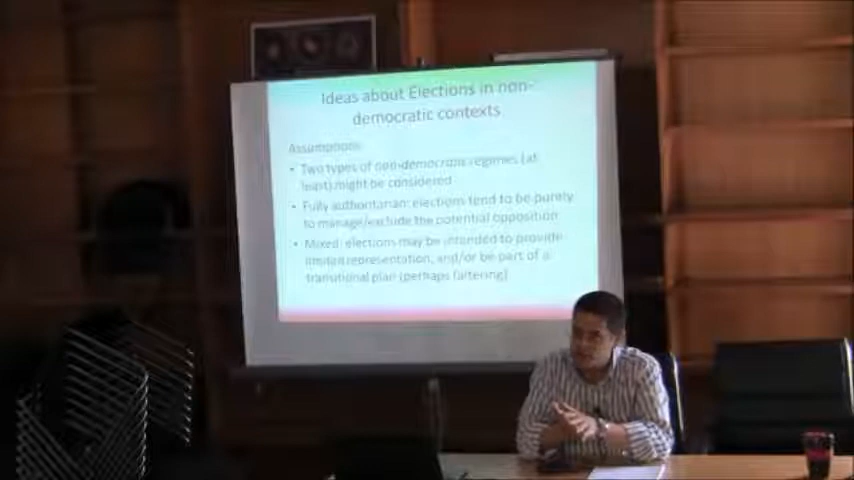 Ideas about Elections in non-
democratic contexts
Assumptions:
• Two types of non-democratic regimes (at
least) might be considered
• Fully authoritarian: elections tend to be purely
to manage/exclude the potential opposition
• Mixed: elections may be intended to provide
limited representation, and/or be part of a
transitional plan (perhaps faltering)